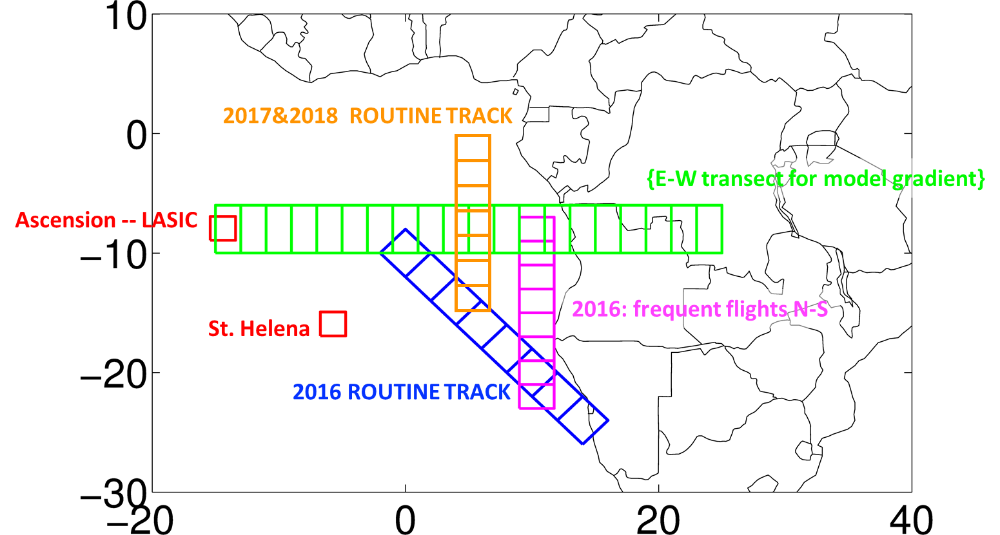 10
2017&2018 ROUTINE TRACK
0
{E-W transect for model gradient}
Ascension -- LASIC
−10
2016: frequent flights N-S
St. Helena
−20
2016 ROUTINE TRACK
−30
−20 0 20 40